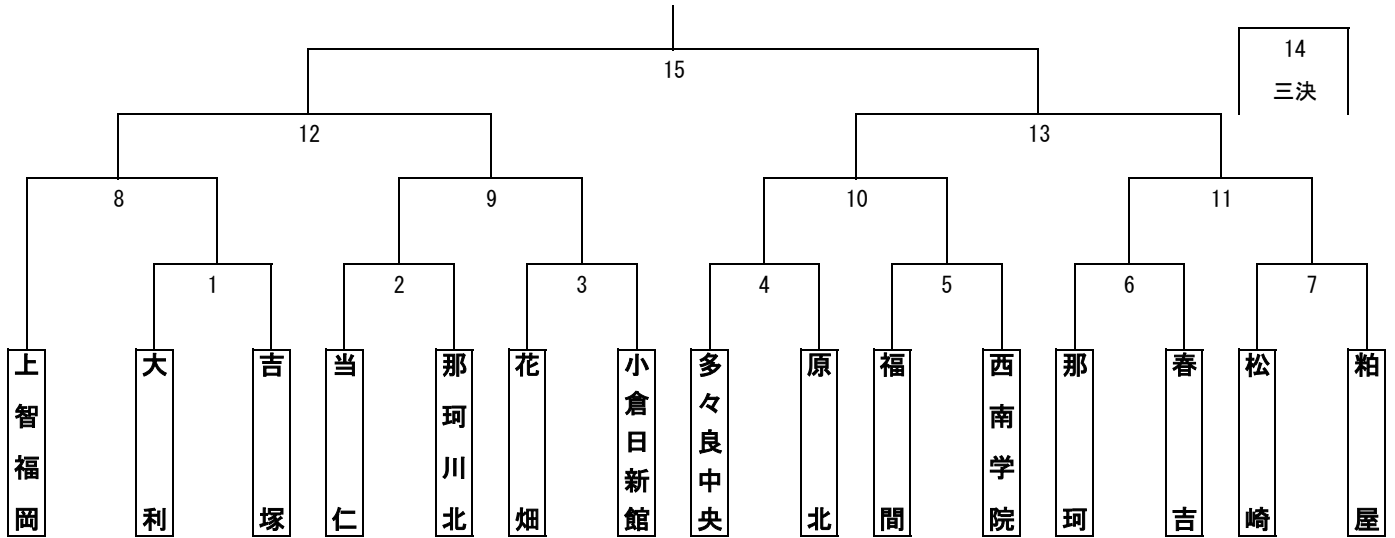 15
14
三決
12
13
8
9
10
11
1
2
3
4
5
6
7
上智福岡
大利
吉塚
当仁
那珂川北
花畑
小倉日新館
多々良中央
原北
福間
西南学院
那珂
春吉
松崎
粕屋